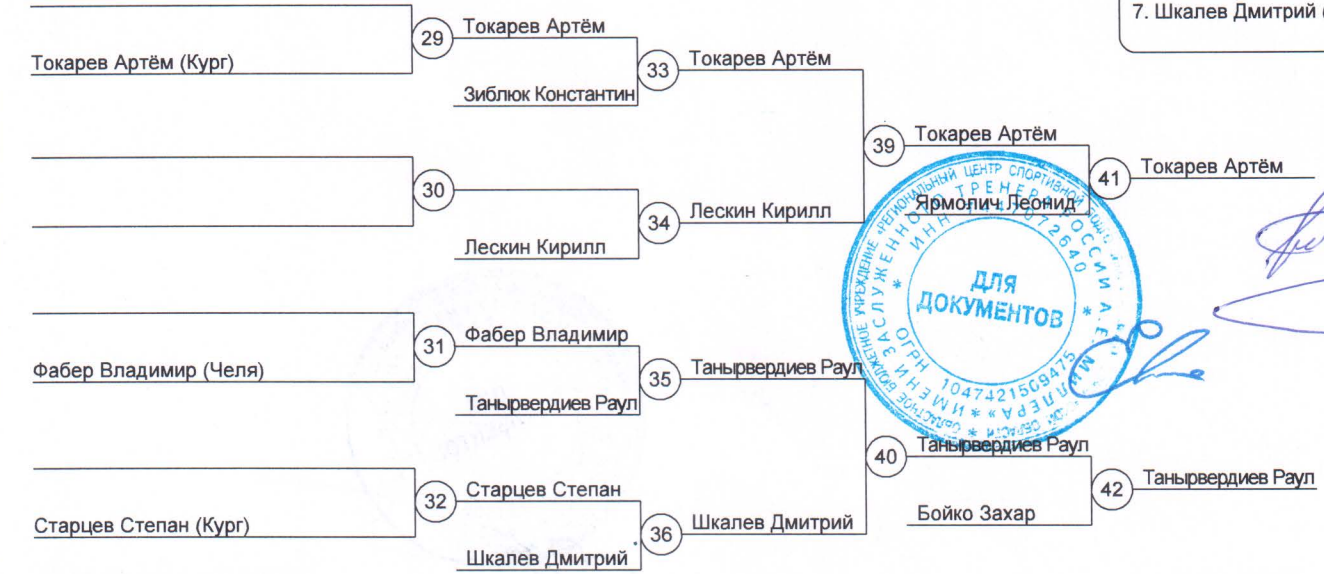 7. Шкалев Дмитрий (
29
Токарев Артём
Токарев Артём (Кург)
33
Токарев Артём
Зиблюк Константин
39
Токарев Артём
41
Токарев Артём
30
Ярмолич Леонид
34
Лескин Кирилл
Лескин Кирилл
ДЛЯ
ДОКУМЕНТОВ
31
Фабер Владимир
Фабер Владимир (Челя)
35
Танырвердиев Раул
Танырвердиев Раул
40
Танырвердиев Раул
42
Танырвердиев Раул
32
Старцев Степан
Бойко Захар
Старцев Степан (Кург)
36
Шкалев Дмитрий
Шкалев Дмитрий